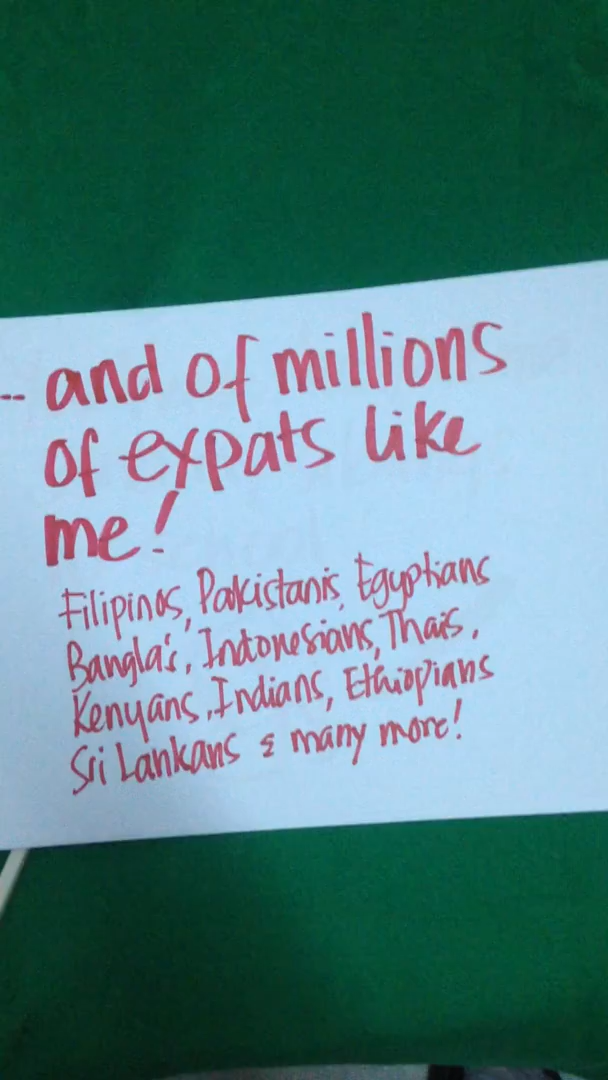 -- and of millions
of expats like
me!
Filipinos, Pakistanis, Egyptians
Bangla's, Indonesians, Thais,
Kenyans, Indians, Ethiopians
Sri Lankans & many more!